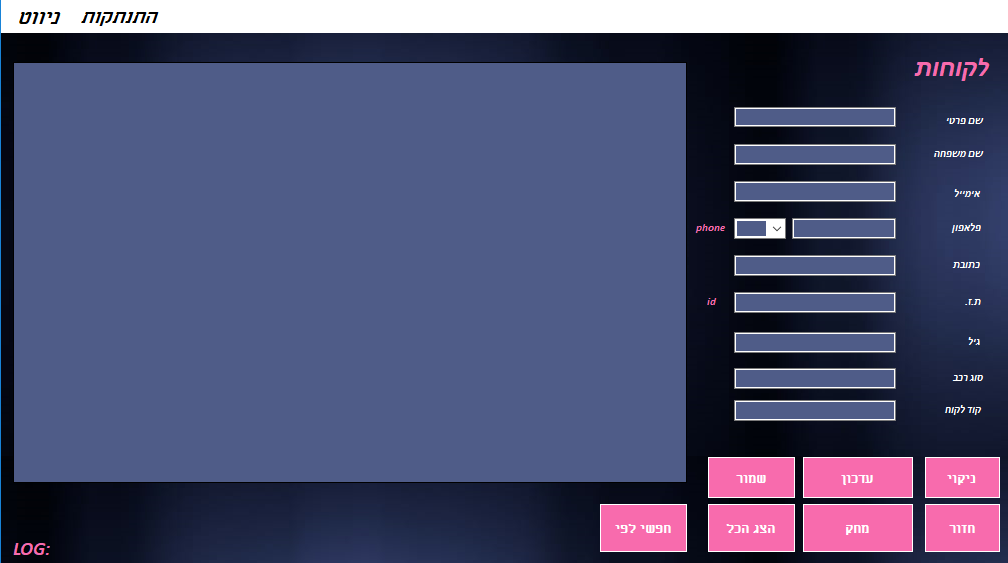 ניווט התנתקות
לקוחות
שם פרטי
שם משפחה
אימייל
פלאפון
phone
כתובת
ת.ז.
id
גיל
סוג רכב
קוד לקוח
ניקוי עדכון שמור
חזור מחק הצג הכל חפשי לפי
LOG: